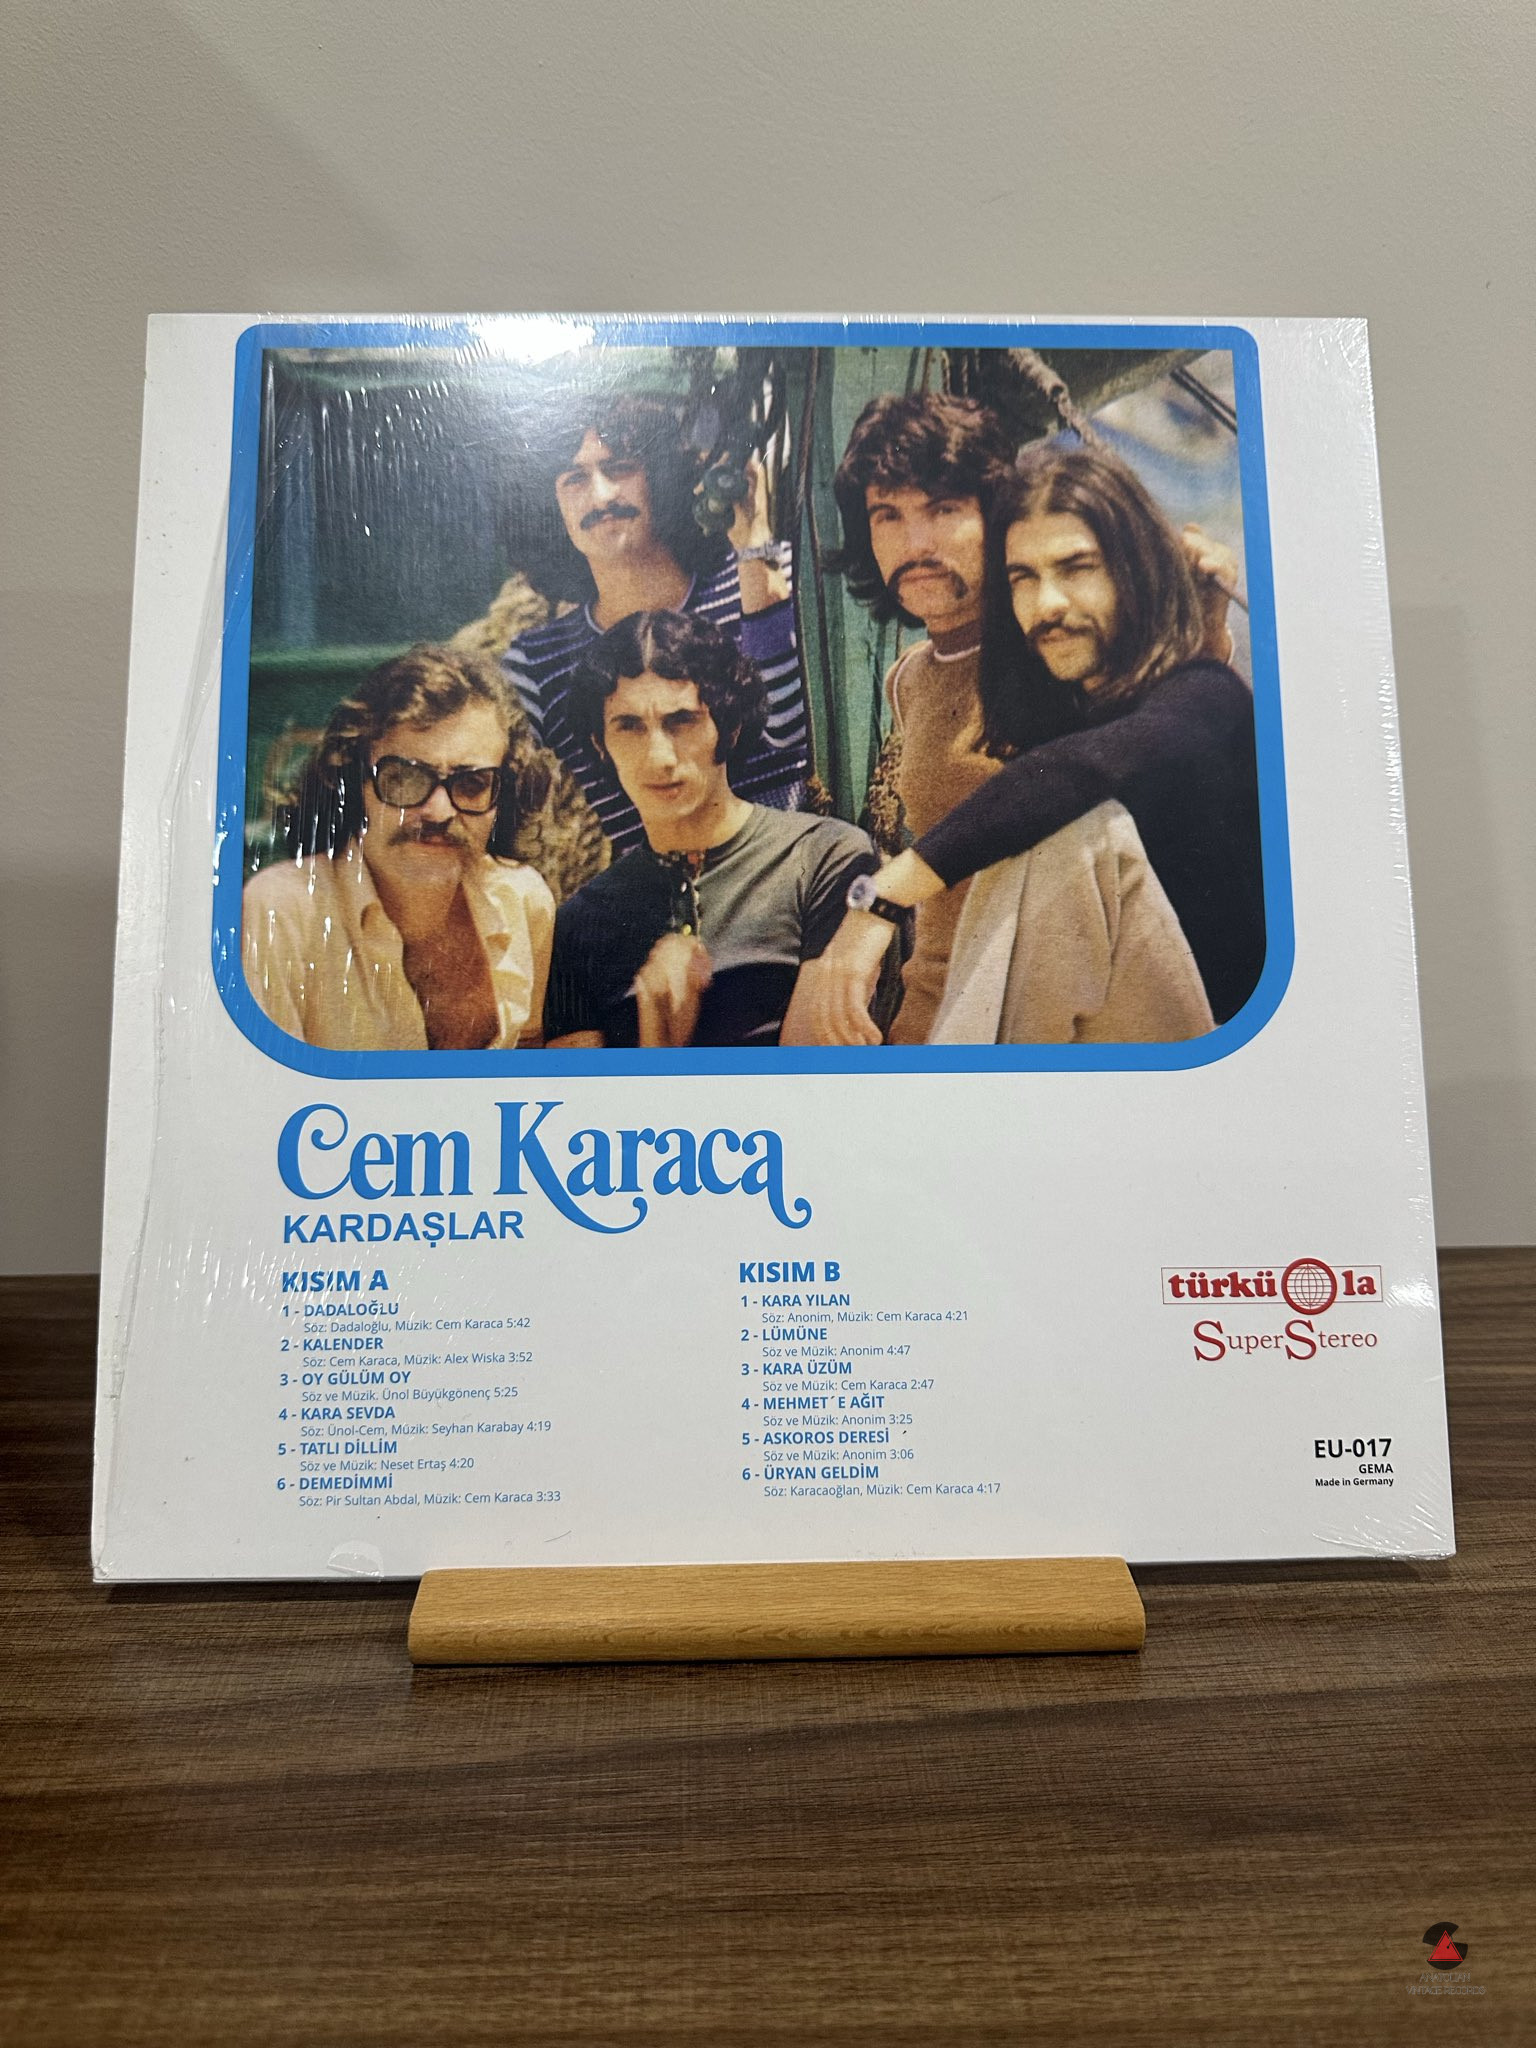 Cem Karaca
KARDAŞLAR
KISIM A
1 - DADALOĞLU
Söz: Dadaloğlu, Müzik: Cem Karaca 5:42
2 - KALENDER
Söz: Cem Karaca, Müzik: Alex Wiska 3:52
3 - OY GÜLÜM OY
Söz ve Müzik. Ünol Büyükgönenç 5:25
4 - KARA SEVDA
Söz: Ünol-Cem, Müzik: Seyhan Karabay 4:19
5 - TATLI DİLLİM
Söz ve Müzik: Neset Ertaş 4:20
6 - DEMEDİMMİ
Söz: Pir Sultan Abdal, Müzik: Cem Karaca 3:33
KISIM B
1 - KARA YILAN
Söz: Anonim, Müzik: Cem Karaca 4:21
2 - LÜMÜNE
Söz ve Müzik: Anonim 4:47
3 - KARA ÜZÜM
Söz ve Müzik: Cem Karaca 2:47
4 - MEHMET´E AĞIT
Söz ve Müzik: Anonim 3:25
5 - ASKOROS DERESİ
Söz ve Müzik: Anonim 3:06
6 - ÜRYAN GELDİM
Söz: Karacaoğlan, Müzik: Cem Karaca 4:17
türküola
SuperStereo
EU-017
GEMA
Made in Germany
ANATOLIAN
VINTAGE RECORDS